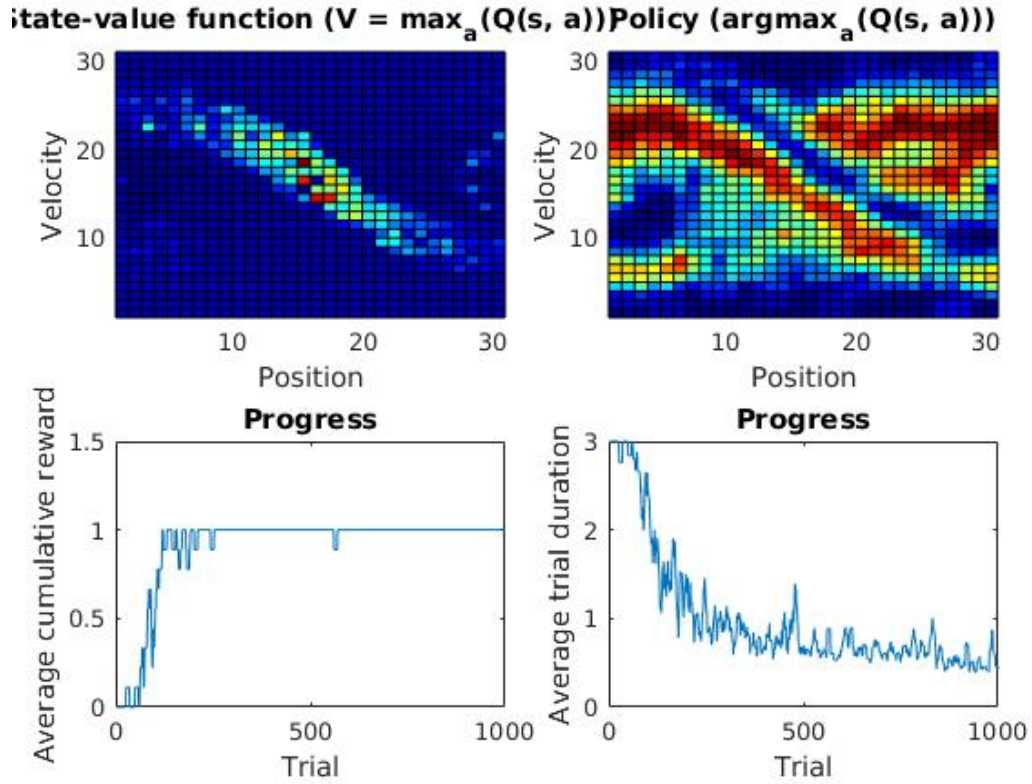 State-value function (V = max_a(Q(s, a))) Policy (argmax_a(Q(s, a)))
30
20
10
Velocity
10 20 30
Position
30
20
10
Velocity
10 20 30
Position
Progress
1.5
1
0.5
0
Average cumulative reward
0 500 1000
Trial
Progress
3
2
1
0
Average trial duration
0 500 1000
Trial